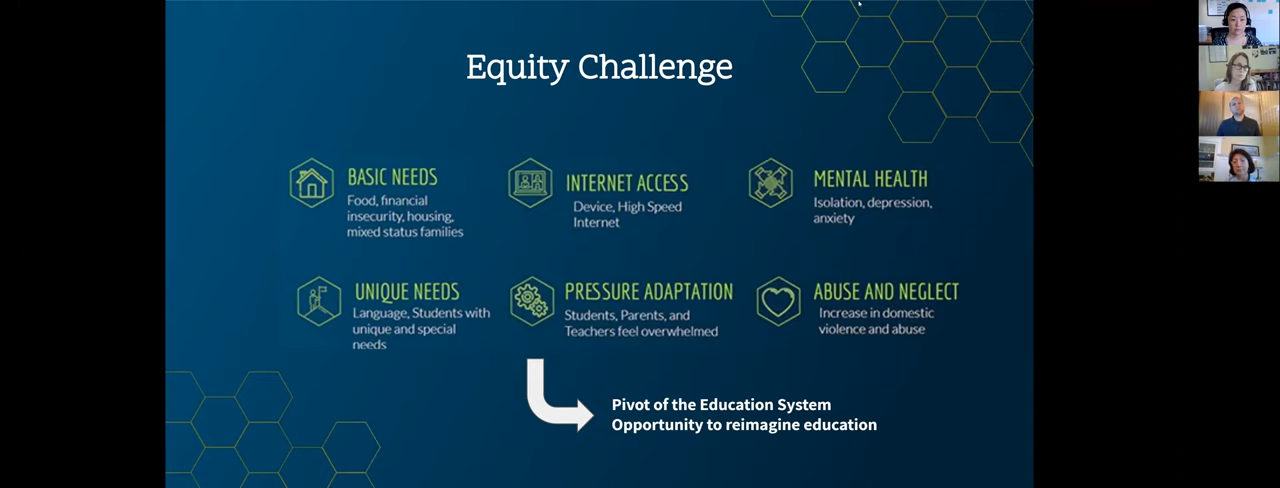 Equity Challenge
BASIC NEEDS
Food, financial
insecurity, housing,
mixed status families
INTERNET ACCESS
Device, High Speed
Internet
MENTAL HEALTH
Isolation, depression,
anxiety
UNIQUE NEEDS
Language, Students with
unique and special
needs
PRESSURE ADAPTATION
Students, Parents, and
Teachers feel overwhelmed
ABUSE AND NEGLECT
Increase in domestic
violence and abuse
Pivot of the Education System
Opportunity to reimagine education